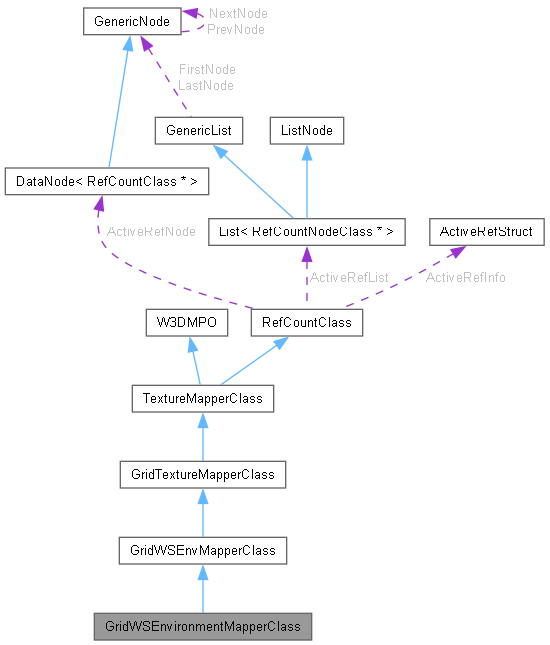 GenericNode
NextNode
PrevNode
FirstNode
LastNode
GenericList
ListNode
DataNode< RefCountClass * >
ActiveRefNode
List< RefCountNodeClass * >
ActiveRefStruct
ActiveRefList
ActiveRefInfo
W3DMPO
RefCountClass
TextureMapperClass
GridTextureMapperClass
GridWSEnvMapperClass
GridWSEnvironmentMapperClass